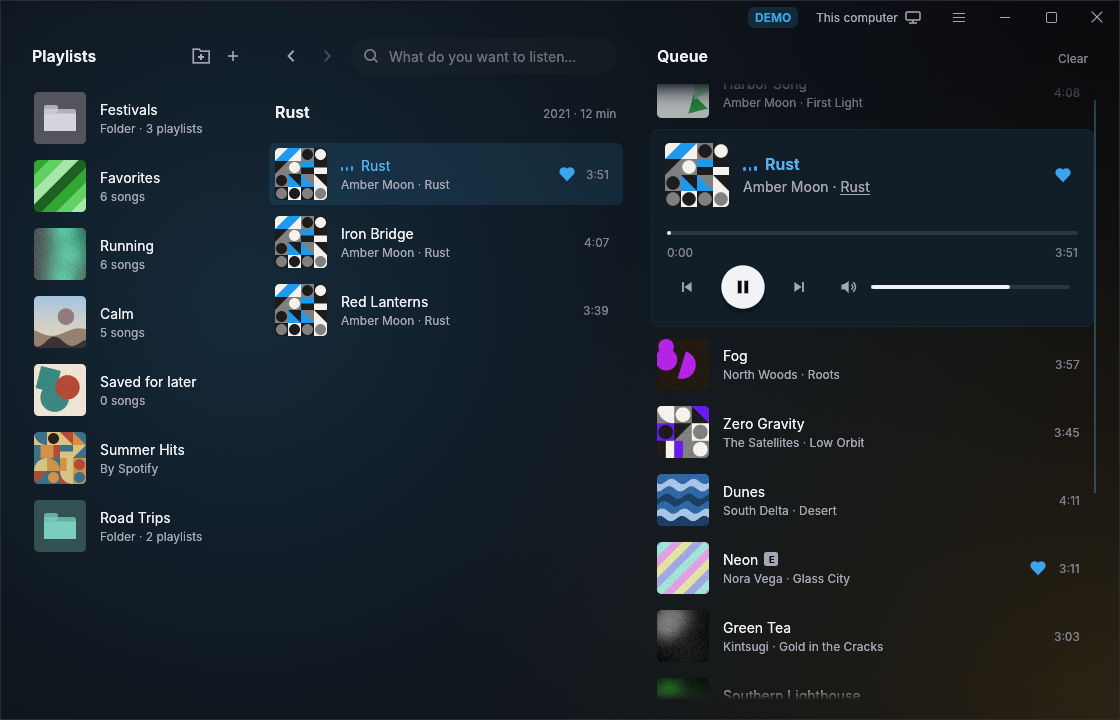 DEMO
This computer
Playlists
What do you want to listen...
Queue
Clear
Festivals
Folder · 3 playlists
Favorites
6 songs
Running
6 songs
Calm
5 songs
Saved for later
0 songs
Summer Hits
By Spotify
Road Trips
Folder · 2 playlists
Rust
2021 · 12 min
Rust
Amber Moon · Rust
3:51
Iron Bridge
Amber Moon · Rust
4:07
Red Lanterns
Amber Moon · Rust
3:39
Harbor Song
Amber Moon · First Light
4:08
Rust
Amber Moon · Rust
0:00
3:51
Fog
North Woods · Roots
3:57
Zero Gravity
The Satellites · Low Orbit
3:45
Dunes
South Delta · Desert
4:11
Neon E
Nora Vega · Glass City
3:11
Green Tea
Kintsugi · Gold in the Cracks
3:03
Southern Lighthouse